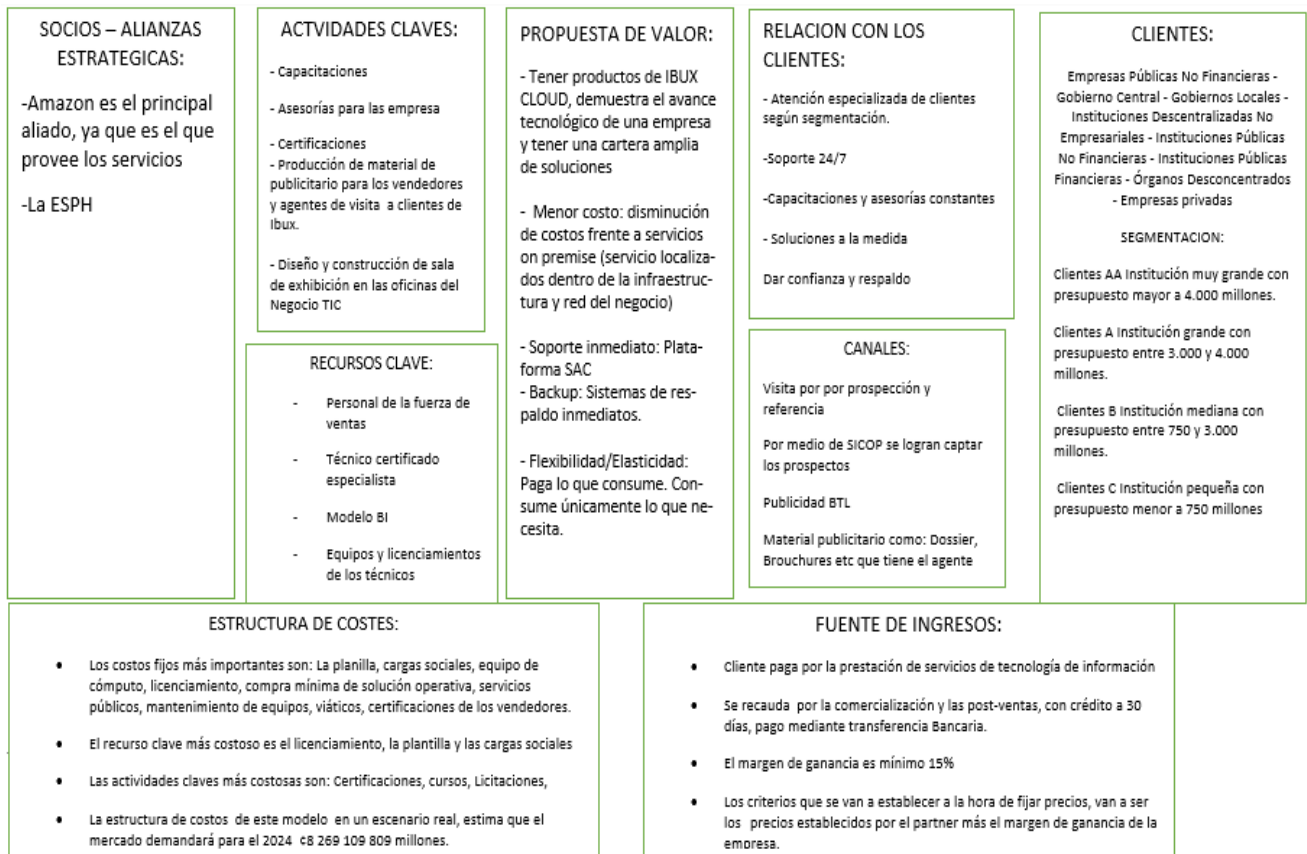 SOCIOS – ALIANZAS
ESTRATEGICAS:
-Amazon es el principal
aliado, ya que es el que
provee los servicios
-La ESPH
ACTVIDADES CLAVES:
- Capacitaciones
- Asesorías para las empresa
- Certificaciones
- Producción de material de
publicitario para los vendedores
y agentes de visita a clientes de
Ibux.
- Diseño y construcción de sala
de exhibición en las oficinas del
Negocio TIC
RECURSOS CLAVE:
- Personal de la fuerza de
ventas
- Técnico certificado
especialista
- Modelo BI
- Equipos y licenciamientos
de los técnicos
PROPUESTA DE VALOR:
- Tener productos de IBUX
CLOUD, demuestra el avance
tecnológico de una empresa
y tener una cartera amplia
de soluciones
- Menor costo: disminución
de costos frente a servicios
on premise (servicio localiza-
dos dentro de la infraestruc-
tura y red del negocio)
- Soporte inmediato: Plata-
forma SAC
- Backup: Sistemas de res-
paldo inmediatos.
- Flexibilidad/Elasticidad:
Paga lo que consume. Con-
sume únicamente lo que ne-
cesita.
RELACION CON LOS
CLIENTES:
- Atención especializada de clientes
según segmentación.
-Soporte 24/7
-Capacitaciones y asesorías constantes
- Soluciones a la medida
Dar confianza y respaldo
CANALES:
Visita por por prospección y
referencia
Por medio de SICOP se logran captar
los prospectos
Publicidad BTL
Material publicitario como: Dossier,
Brouchures etc que tiene el agente
CLIENTES:
Empresas Públicas No Financieras -
Gobierno Central - Gobiernos Locales -
Instituciones Descentralizadas No
Empresariales - Instituciones Públicas
No Financieras - Instituciones Públicas
Financieras - Órganos Desconcentrados
- Empresas privadas
SEGMENTACION:
Clientes AA Institución muy grande con
presupuesto mayor a 4.000 millones.
Clientes A Institución grande con
presupuesto entre 3.000 y 4.000
millones.
Clientes B Institución mediana con
presupuesto entre 750 y 3.000
millones.
Clientes C Institución pequeña con
presupuesto menor a 750 millones
ESTRUCTURA DE COSTES:
• Los costos fijos más importantes son: La planilla, cargas sociales, equipo de
cómputo, licenciamiento, compra mínima de solución operativa, servicios
públicos, mantenimiento de equipos, viáticos, certificaciones de los vendedores.
• El recurso clave más costoso es el licenciamiento, la plantilla y las cargas sociales
• Las actividades claves más costosas son: Certificaciones, cursos, Licitaciones,
• La estructura de costos de este modelo en un escenario real, estima que el
mercado demandará para el 2024 ¢8 269 109 809 millones.
FUENTE DE INGRESOS:
• Cliente paga por la prestación de servicios de tecnología de información
• Se recauda por la comercialización y las post-ventas, con crédito a 30
días, pago mediante transferencia Bancaria.
• El margen de ganancia es mínimo 15%
• Los criterios que se van a establecer a la hora de fijar precios, van a ser
los precios establecidos por el partner más el margen de ganancia de la
empresa.